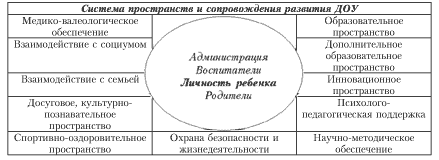 Система пространств и сопровождения развития ДОУ
Медико-валеологическое
обеспечение
Взаимодействие с социумом
Взаимодействие с семьей
Досуговое, культурно-
познавательное
пространство
Спортивно-оздоровительное
пространство
Администрация
Воспитатели
Личность ребенка
Родители
Охрана безопасности и
жизнедеятельности
Образовательное
пространство
Дополнительное
образовательное
пространство
Инновационное
пространство
Психолого-
педагогическая поддержка
Научно-методическое
обеспечение